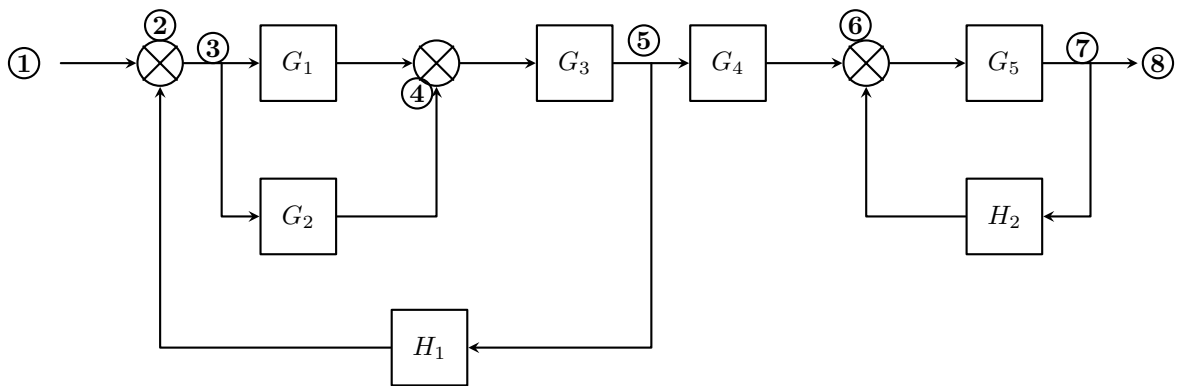 ② ③ ⑤ ⑥ ⑦
① G₁ G₃ G₄ G₅ ⑧
④
G₂ H₂
H₁